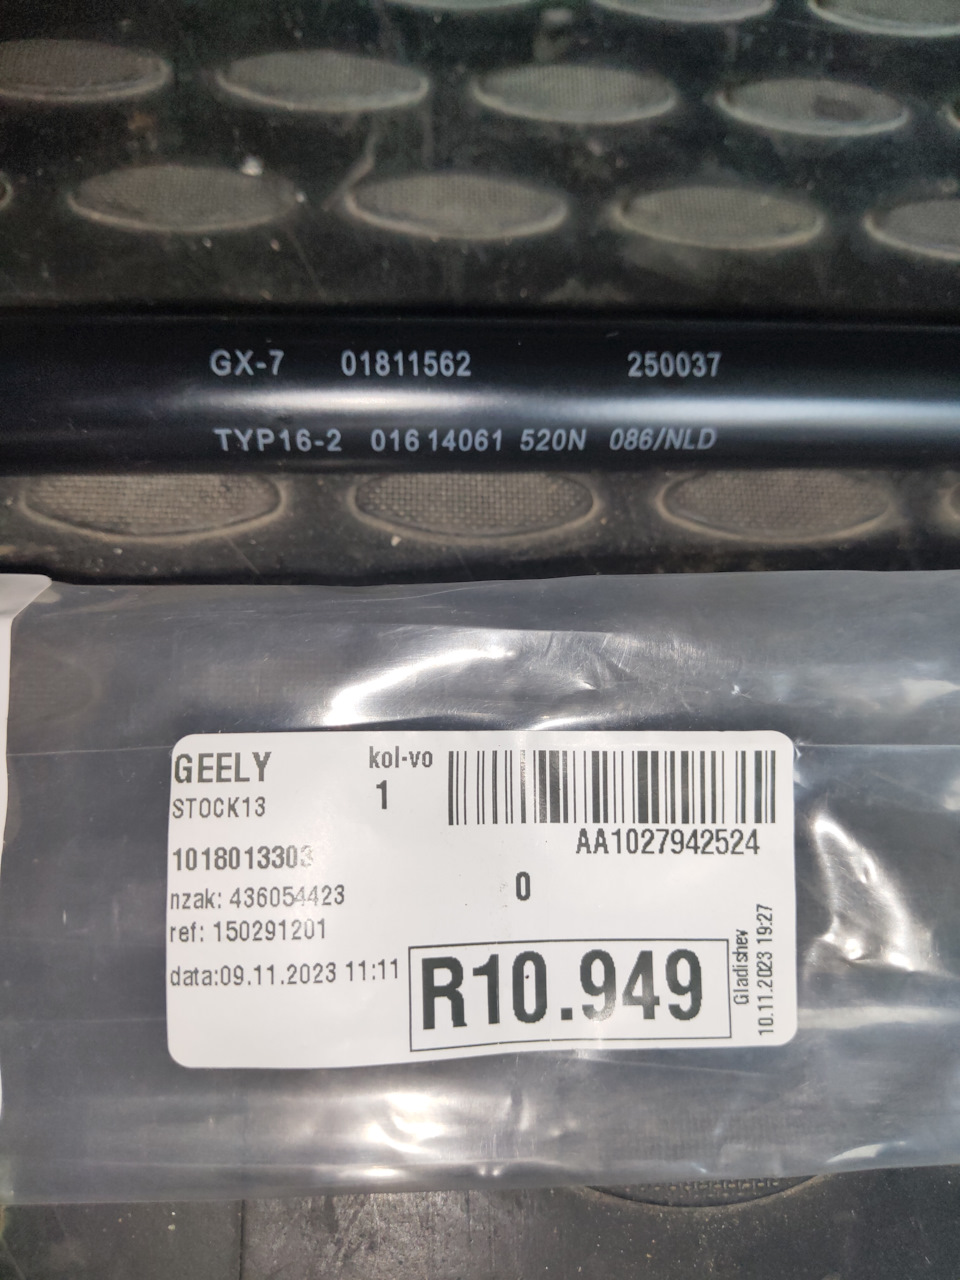 GX-7 01811562 250037
TYP16-2 016 14061 520N 086/NLD
GEELY kol-vo
STOCK13 1
AA1027942524
1018013303
nzak: 436054423 0
ref: 150291201
data:09.11.2023 11:11 R10.949
Gladishev
10.11.2023 19:27